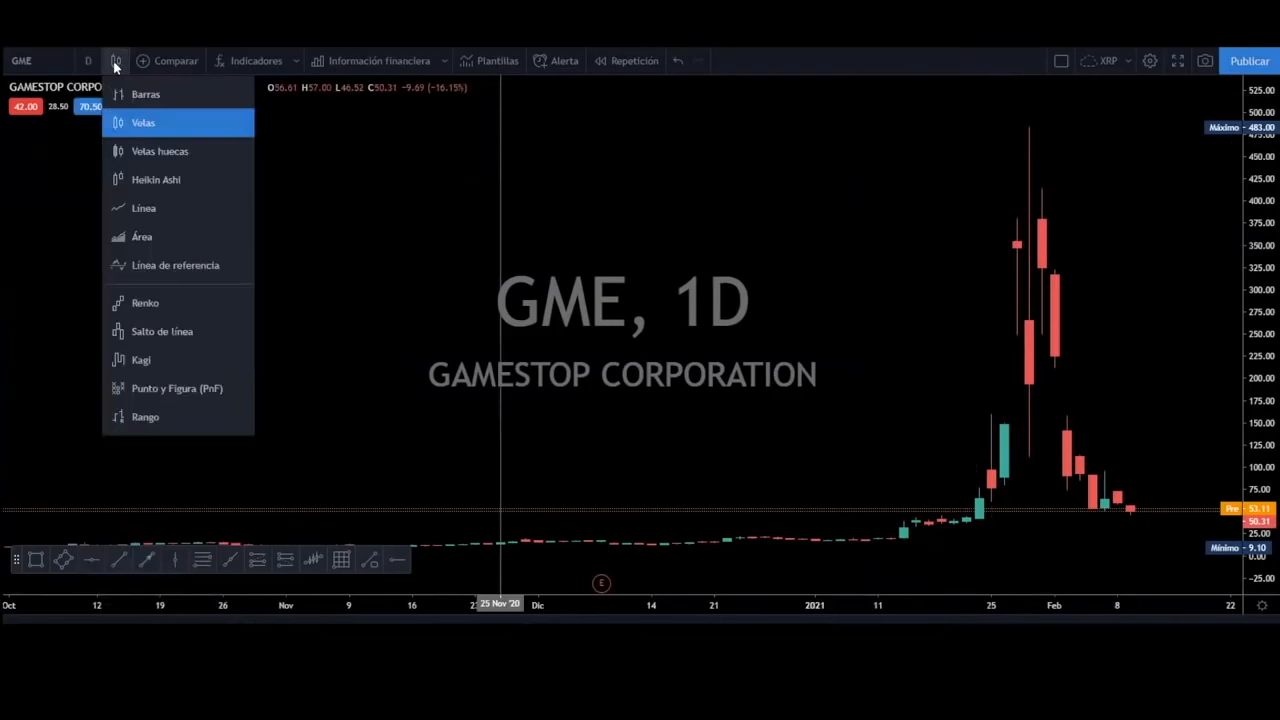 GME D Comparar Indicadores Información financiera Plantillas Alerta Repetición XRP Publicar
GAMESTOP CORPO O56.61 H57.00 L46.52 C50.31 -9.69 (-16.15%)
42.00 28.50 70.50
Barras
Velas
Velas huecas
Heikin Ashi
Línea
Área
Línea de referencia
Renko
Salto de línea
Kagi
Punto y Figura (PnF)
Rango
GME, 1D
GAMESTOP CORPORATION
525.00
500.00
Máximo 483.00
475.00
450.00
425.00
400.00
375.00
350.00
325.00
300.00
275.00
250.00
225.00
200.00
175.00
150.00
125.00
100.00
75.00
Pre 53.11
50.31
25.00
Mínimo 9.10
0.00
-25.00
E
Oct 12 19 26 Nov 9 16 25 Nov '20 Dic 14 21 2021 11 25 Feb 8 22